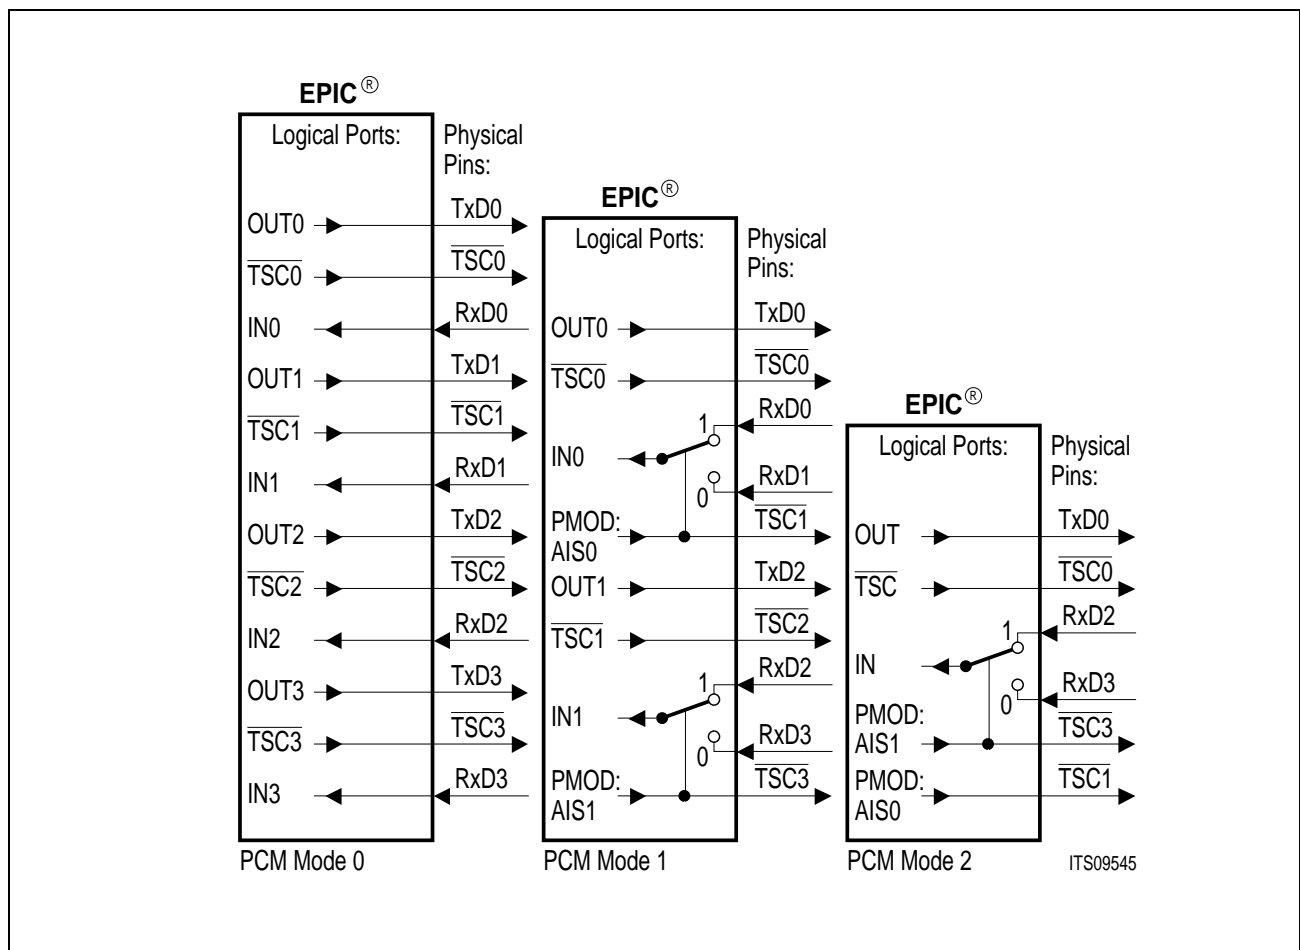 EPIC®
Logical Ports:
Physical
Pins:
OUT0
TxD0
TSC0
TSC0
IN0
RxD0
OUT1
TxD1
TSC1
TSC1
IN1
RxD1
OUT2
TxD2
TSC2
TSC2
IN2
RxD2
OUT3
TxD3
TSC3
TSC3
IN3
RxD3
PCM Mode 0
EPIC®
Logical Ports:
Physical
Pins:
OUT0
TxD0
TSC0
TSC0
1
RxD0
IN0
0
RxD1
PMOD:
AIS0
TSC1
OUT1
TxD2
TSC1
TSC2
1
RxD2
IN1
0
RxD3
PMOD:
AIS1
TSC3
PCM Mode 1
EPIC®
Logical Ports:
Physical
Pins:
OUT
TxD0
TSC
TSC0
1
RxD2
IN
0
RxD3
PMOD:
AIS1
TSC3
PMOD:
AIS0
TSC1
PCM Mode 2
ITS09545